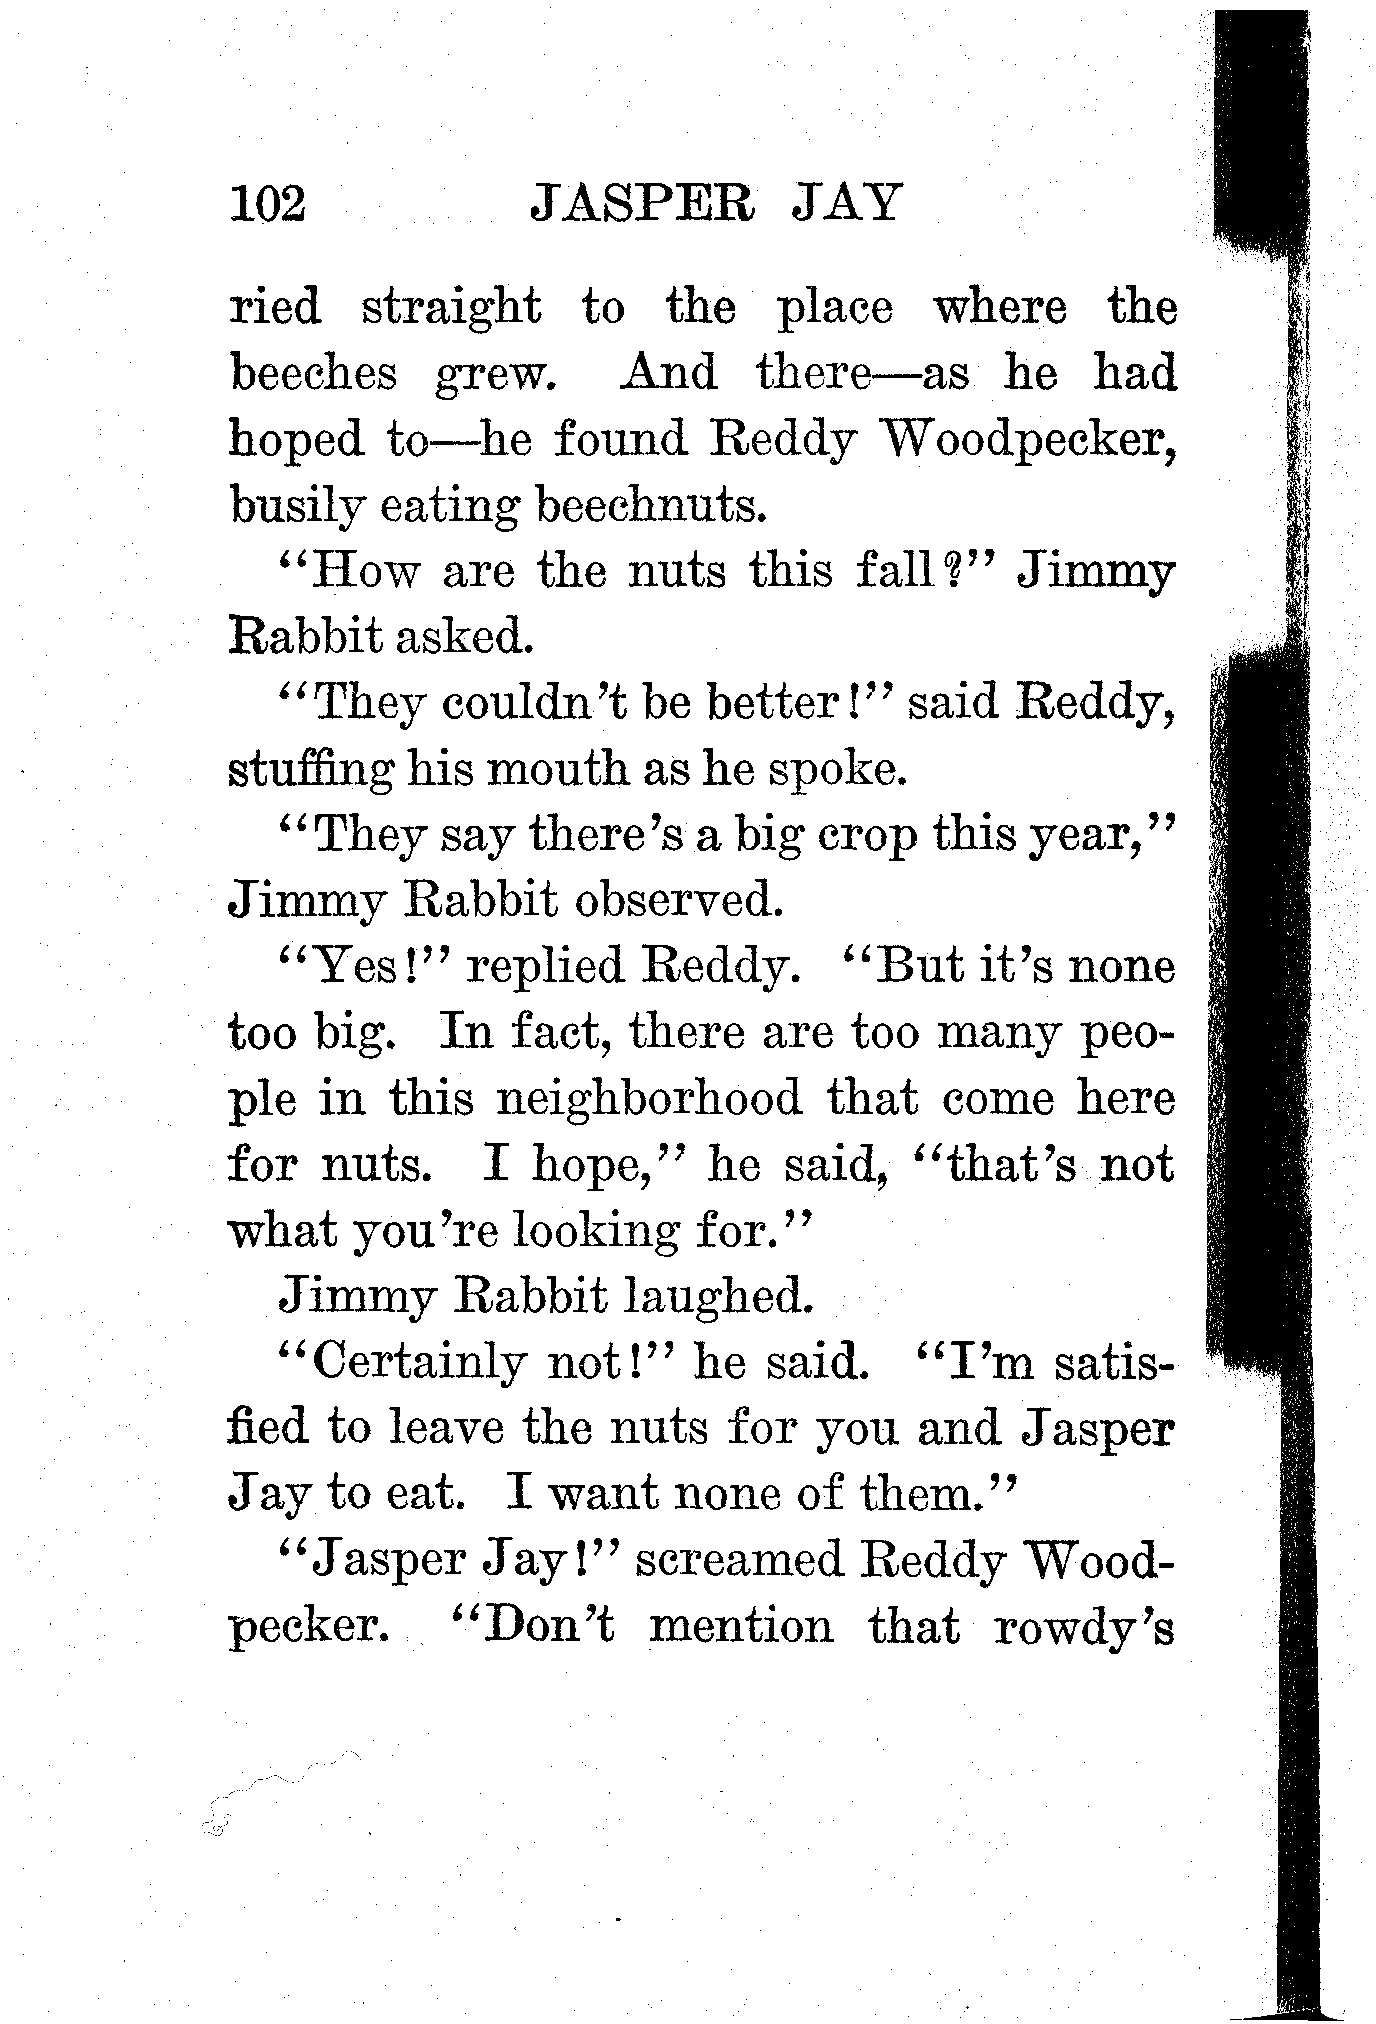 102 JASPER JAY
ried straight to the place where the
beeches grew. And there—as he had
hoped to—he found Reddy Woodpecker,
busily eating beechnuts.
"How are the nuts this fall?" Jimmy
Rabbit asked.
"They couldn't be better!" said Reddy,
stuffing his mouth as he spoke.
"They say there's a big crop this year,"
Jimmy Rabbit observed.
"Yes!" replied Reddy. "But it's none
too big. In fact, there are too many peo-
ple in this neighborhood that come here
for nuts. I hope," he said, "that's not
what you're looking for."
Jimmy Rabbit laughed.
"Certainly not!" he said. "I'm satis-
fied to leave the nuts for you and Jasper
Jay to eat. I want none of them."
"Jasper Jay!" screamed Reddy Wood-
pecker. "Don't mention that rowdy's